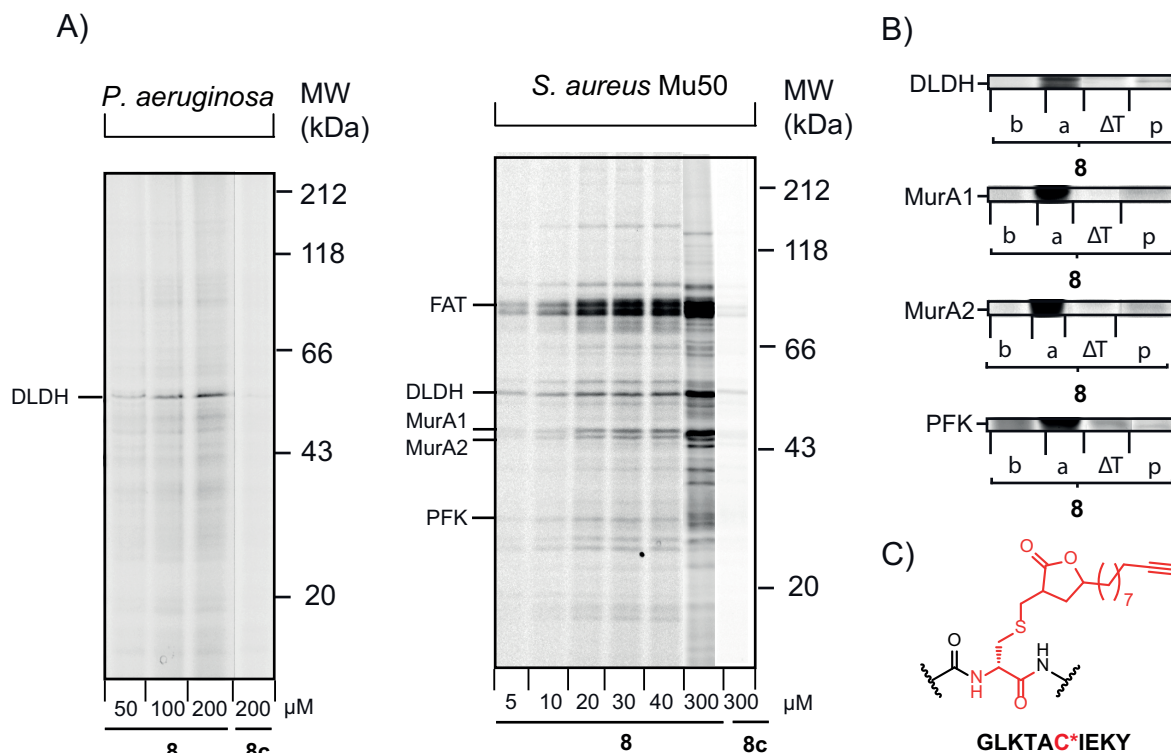 A)
P. aeruginosa
MW
(kDa)
212
118
66
43
20
DLDH
50 100 200 200 μM
8 8c
S. aureus Mu50
MW
(kDa)
212
118
66
43
20
FAT
DLDH
MurA1
MurA2
PFK
5 10 20 30 40 300 300 μM
8 8c
B)
DLDH
b a ΔT p
8
MurA1
b a ΔT p
8
MurA2
b a ΔT p
8
PFK
b a ΔT p
8
C)
O
O
7
S
O
H
N
N
H
O
GLKTAC*IEKY